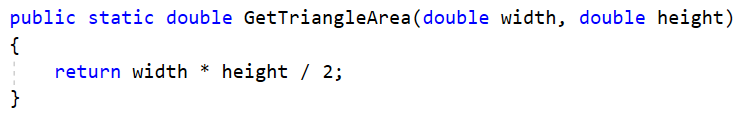 public static double GetTriangleArea(double width, double height)
{
    return width * height / 2;
}